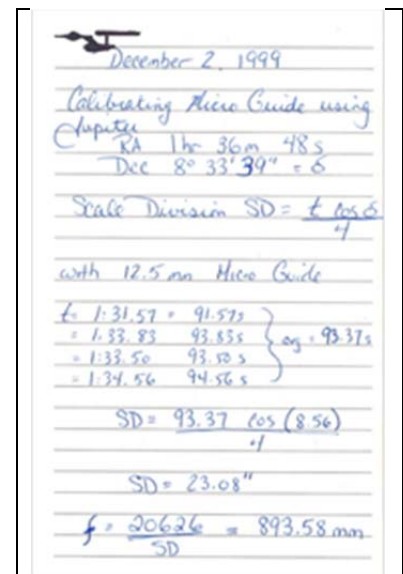 December 2, 1999
Calibrating Micro Guide using
Jupiter
RA 1hr 36m 48s
Dec 8° 33' 39" = δ
Scale Division SD = t cos δ
4
with 12.5 mm Micro Guide
t = 1:31.57 = 91.57s
= 1:33.83 93.83s } avg = 93.37s
= 1:33.50 93.50 s
= 1:34.56 94.56 s
SD = 93.37 cos (8.56)
4
SD = 23.08"
f = 20626 = 893.58 mm
SD